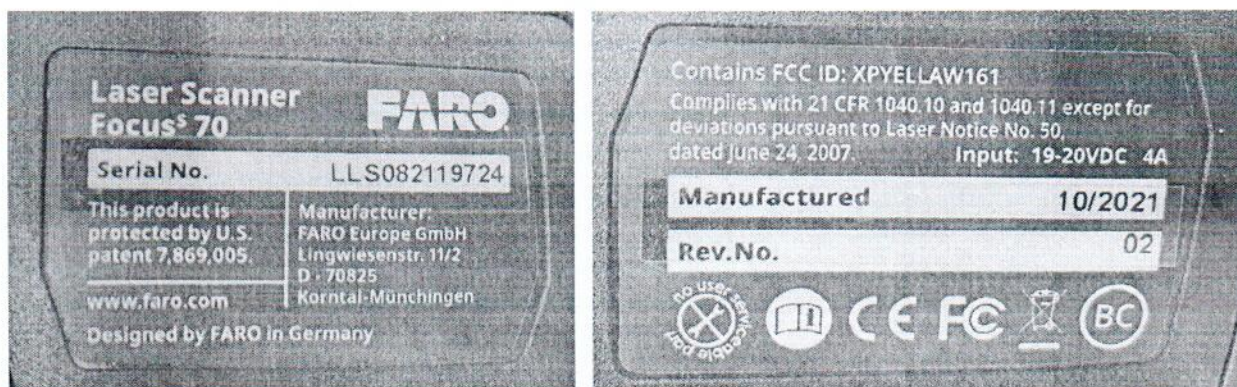 Laser Scanner
Focusˢ 70
FARO
Serial No. LLS082119724
This product is
protected by U.S.
patent 7,869,005.
www.faro.com
Manufacturer:
FARO Europe GmbH
Lingwiesenstr. 11/2
D - 70825
Korntal-Münchingen
Designed by FARO in Germany
Contains FCC ID: XPYELLAW161
Complies with 21 CFR 1040.10 and 1040.11 except for
deviations pursuant to Laser Notice No. 50,
dated June 24, 2007. Input: 19-20VDC 4A
Manufactured 10/2021
Rev.No. 02
no user serviceable part
CE
FC
BC